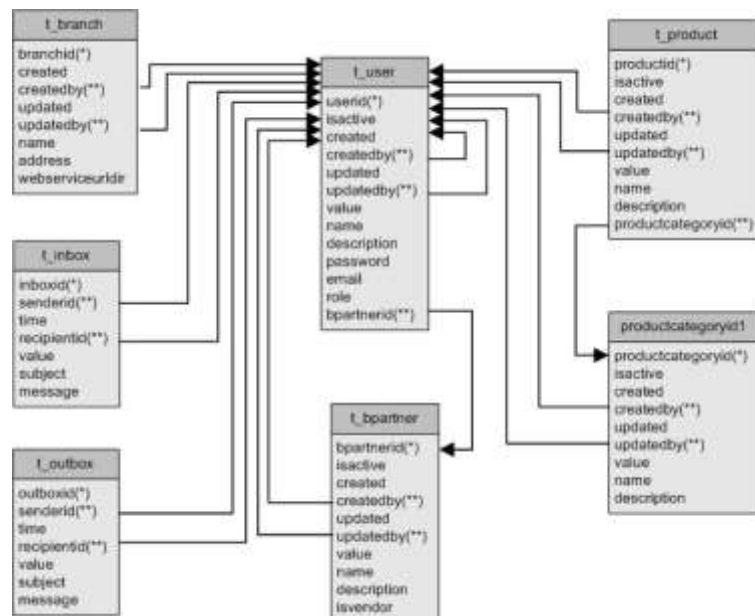 t_branch
branchid(*)
created
createdby(**)
updated
updatedby(**)
name
address
webserviceurldir
t_inbox
inboxid(*)
senderid(**)
time
recipientid(**)
value
subject
message
t_outbox
outboxid(*)
senderid(**)
time
recipientid(**)
value
subject
message
t_user
userid(*)
isactive
created
createdby(**)
updated
updatedby(**)
value
name
description
password
email
role
bpartnerid(**)
t_bpartner
bpartnerid(*)
isactive
created
createdby(**)
updated
updatedby(**)
value
name
description
isvendor
t_product
productid(*)
isactive
created
createdby(**)
updated
updatedby(**)
value
name
description
productcategoryid(**)
productcategoryid1
productcategoryid(*)
isactive
created
createdby(**)
updated
updatedby(**)
value
name
description